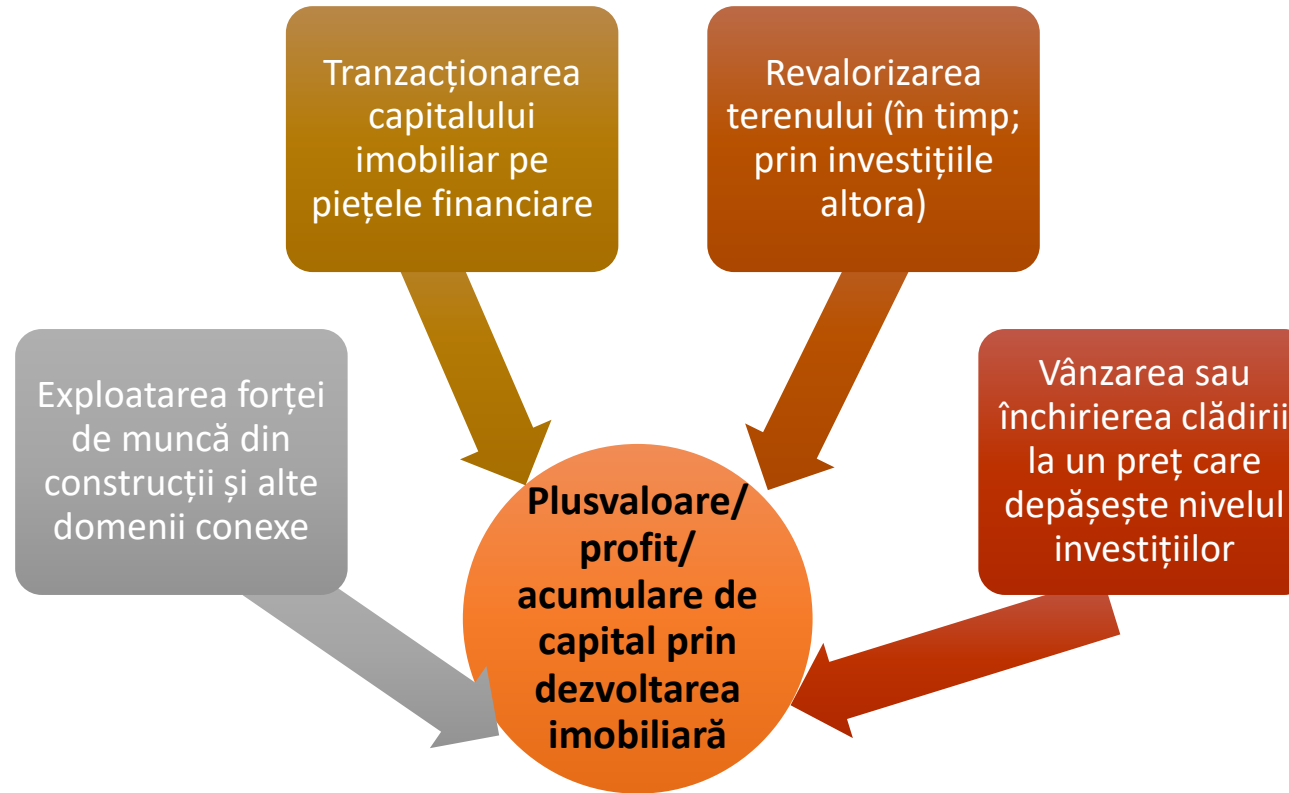 Tranzacționarea
capitalului
imobiliar pe
piețele financiare
Revalorizarea
terenului (în timp;
prin investițiile
altora)
Exploatarea forței
de muncă din
construcții și alte
domenii conexe
Vânzarea sau
închirierea clădirii
la un preț care
depășește nivelul
investițiilor
Plusvaloare/
profit/
acumulare de
capital prin
dezvoltarea
imobiliară